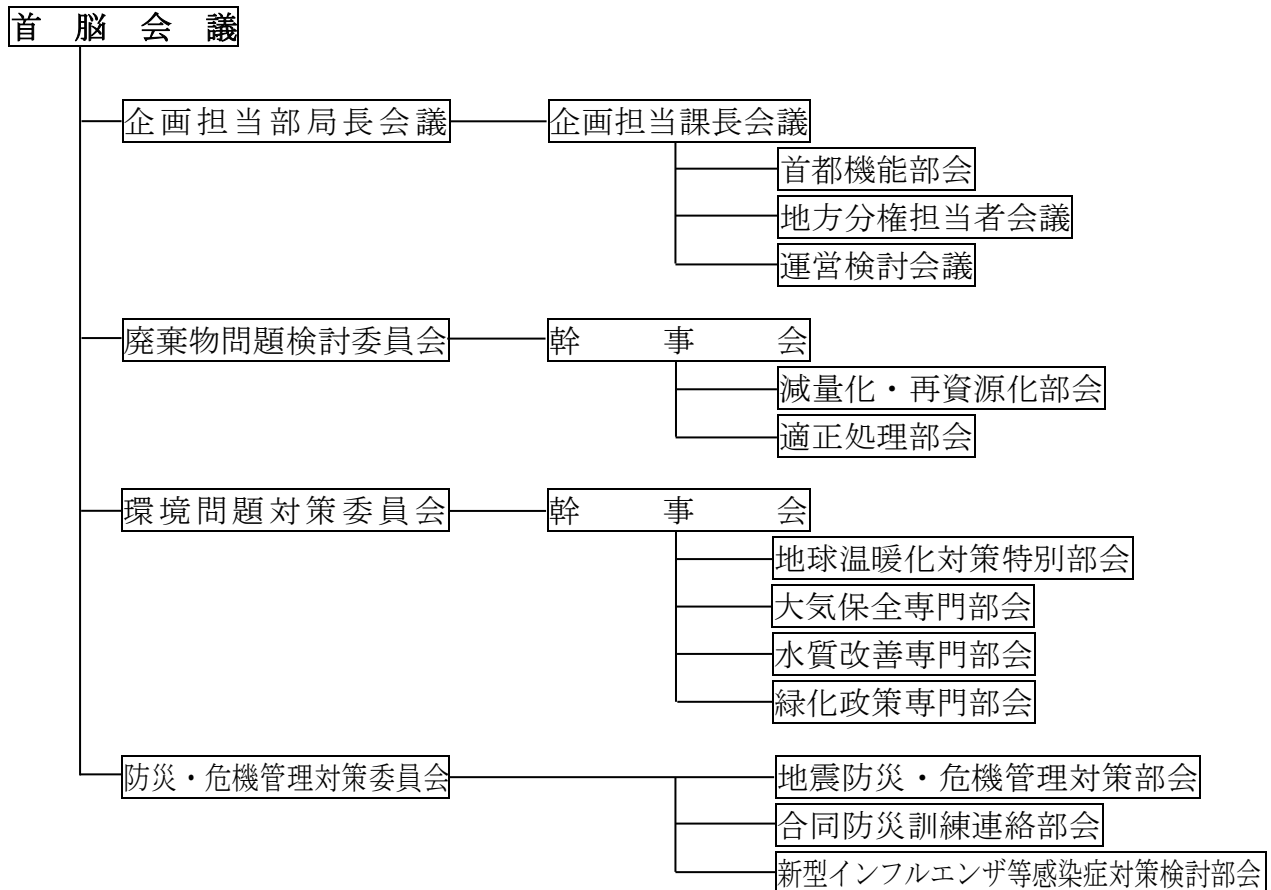 首脳会議
企画担当部局長会議 企画担当課長会議
首都機能部会
地方分権担当者会議
運営検討会議
廃棄物問題検討委員会 幹事会
減量化・再資源化部会
適正処理部会
環境問題対策委員会 幹事会
地球温暖化対策特別部会
大気保全専門部会
水質改善専門部会
緑化政策専門部会
防災・危機管理対策委員会 地震防災・危機管理対策部会
合同防災訓練連絡部会
新型インフルエンザ等感染症対策検討部会